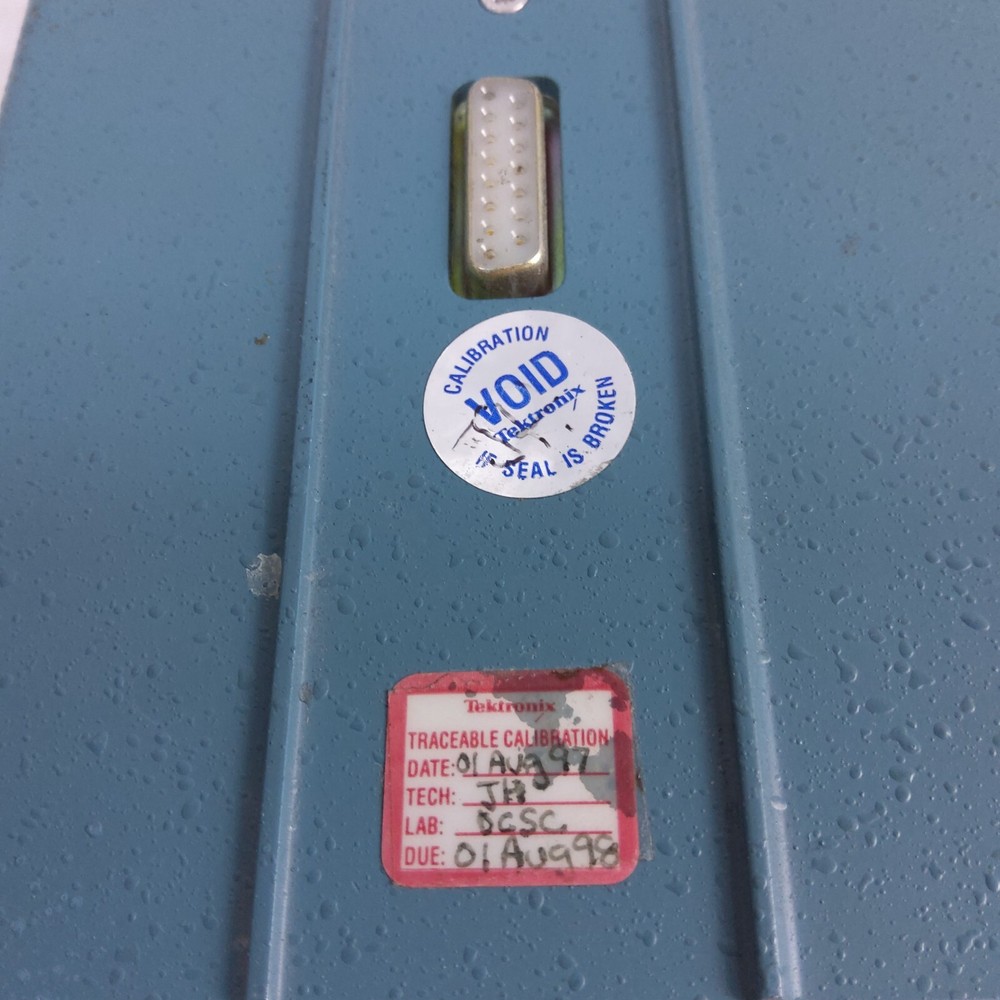 CALIBRATION
VOID
Tektronix
IF SEAL IS BROKEN
Tektronix
TRACEABLE CALIBRATION
DATE: 01 Aug 97
TECH: JH
LAB: DCSC
DUE: 01 Aug 98